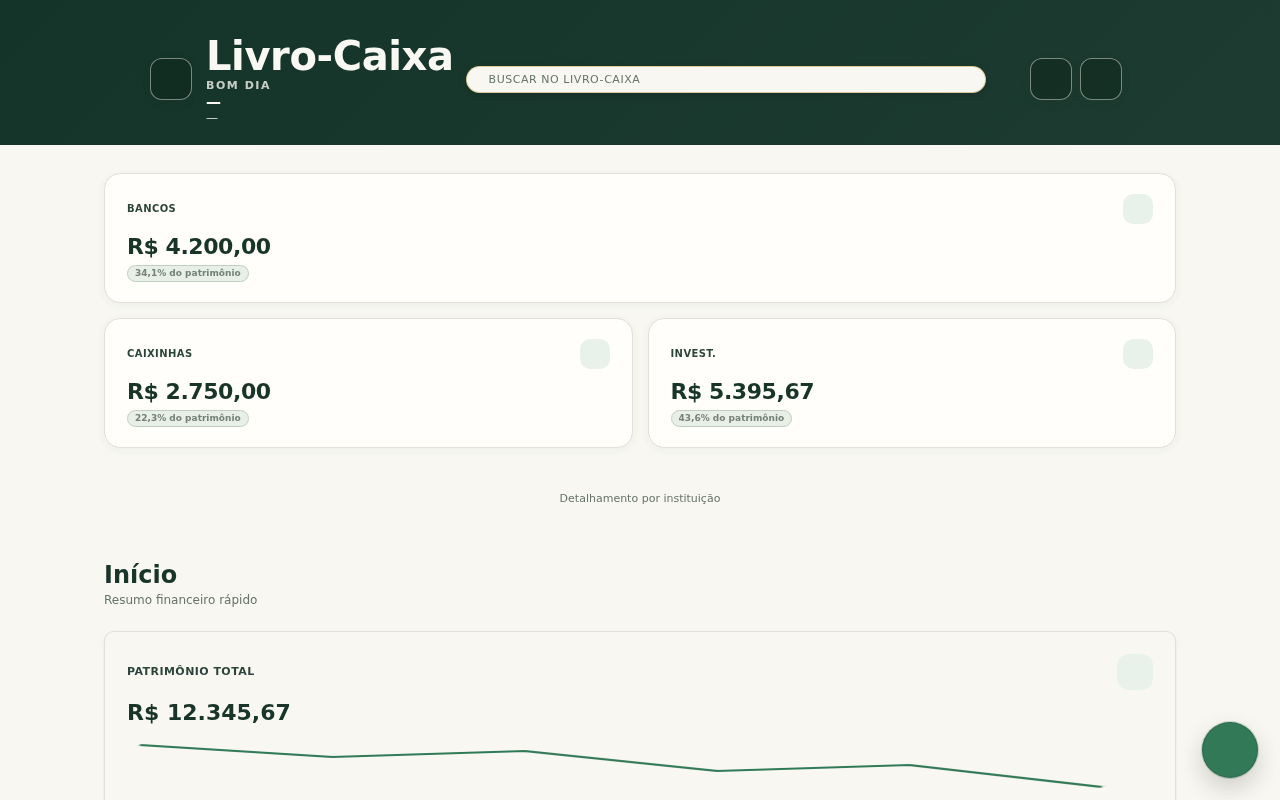 Livro-Caixa
BOM DIA
—
—
BUSCAR NO LIVRO-CAIXA
BANCOS
R$ 4.200,00
34,1% do patrimônio
CAIXINHAS
R$ 2.750,00
22,3% do patrimônio
INVEST.
R$ 5.395,67
43,6% do patrimônio
Detalhamento por instituição
Início
Resumo financeiro rápido
PATRIMÔNIO TOTAL
R$ 12.345,67